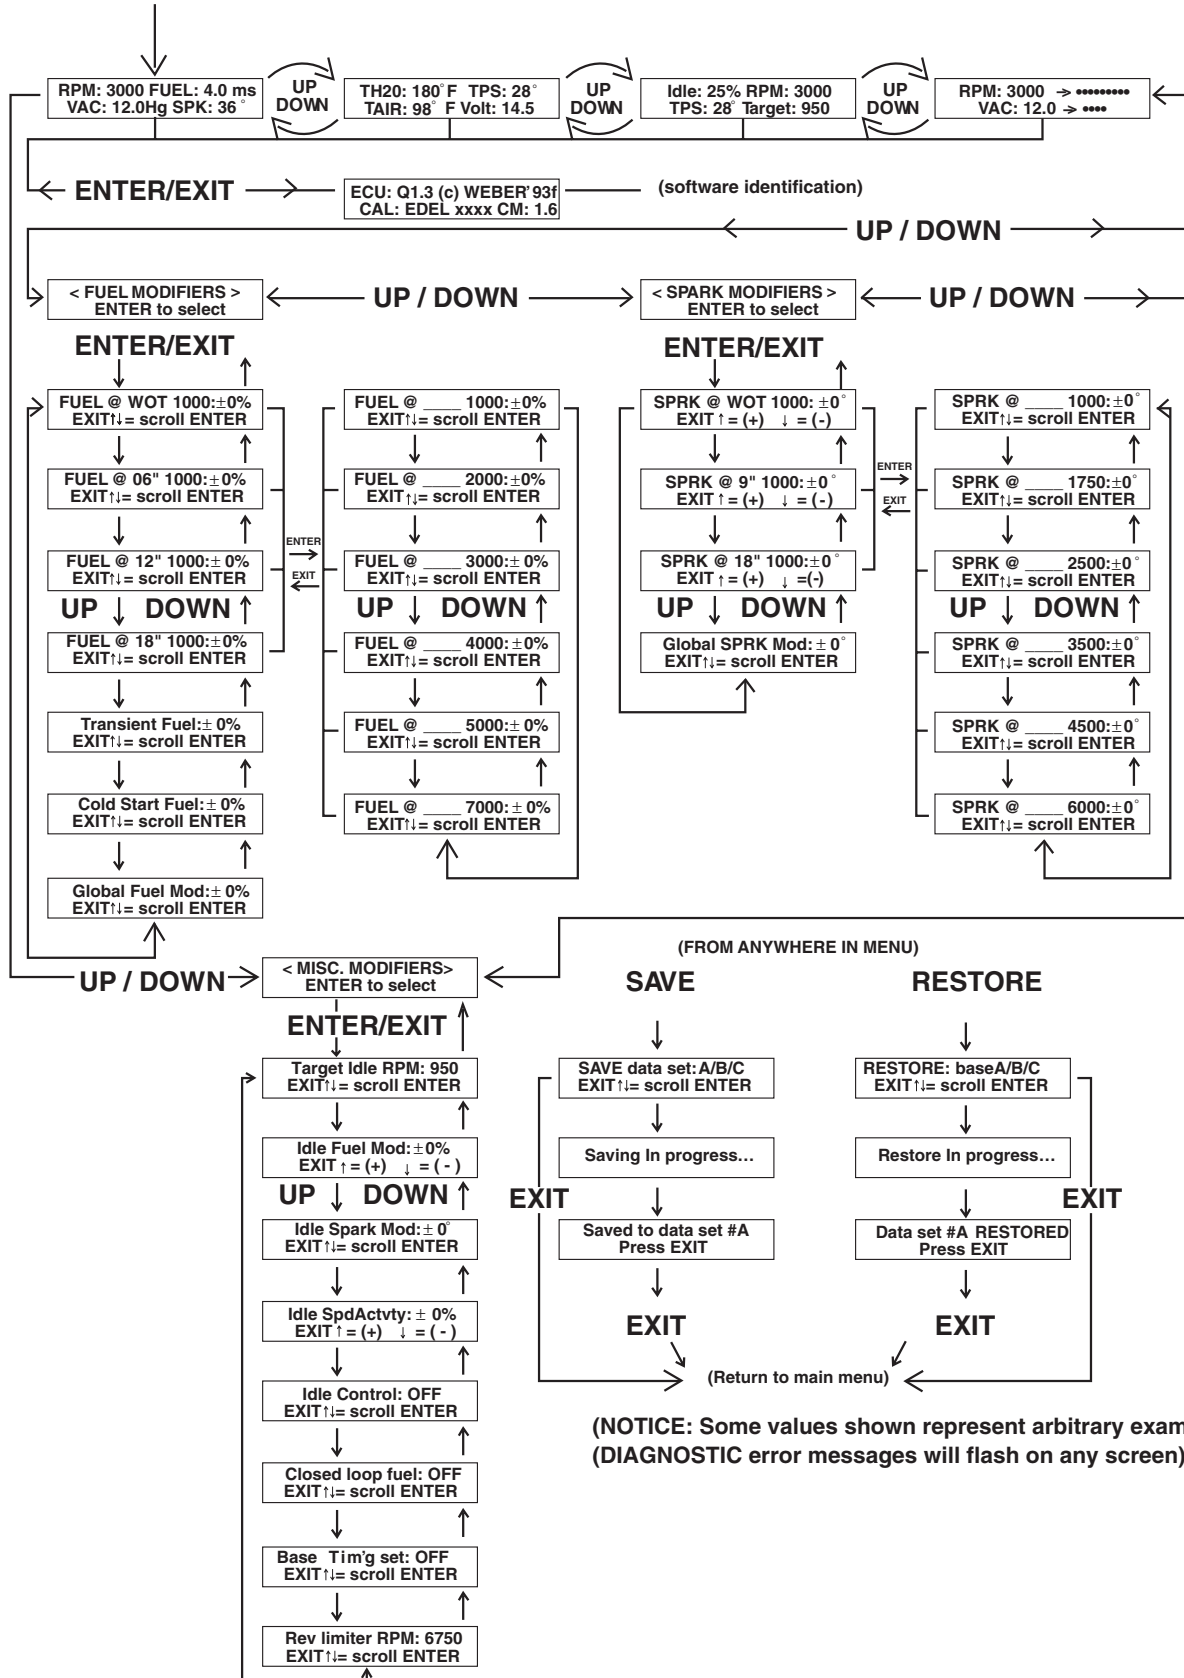 RPM: 3000 FUEL: 4.0 ms
VAC: 12.0Hg SPK: 36 °
UP
DOWN
TH20: 180° F TPS: 28°
TAIR: 98° F Volt: 14.5
UP
DOWN
Idle: 25% RPM: 3000
TPS: 28° Target: 950
UP
DOWN
RPM: 3000 → •••••••••
VAC: 12.0 → ••••
ENTER/EXIT
ECU: Q1.3 (c) WEBER'93f
CAL: EDEL xxxx CM: 1.6
(software identification)
UP / DOWN
< FUEL MODIFIERS >
ENTER to select
UP / DOWN
< SPARK MODIFIERS >
ENTER to select
UP / DOWN
ENTER/EXIT
FUEL @ WOT 1000:±0%
EXIT↑↓= scroll ENTER
FUEL @ 06" 1000:±0%
EXIT↑↓= scroll ENTER
FUEL @ 12" 1000:±0%
EXIT↑↓= scroll ENTER
UP DOWN
FUEL @ 18" 1000:±0%
EXIT↑↓= scroll ENTER
Transient Fuel:±0%
EXIT↑↓= scroll ENTER
Cold Start Fuel:±0%
EXIT↑↓= scroll ENTER
Global Fuel Mod:±0%
EXIT↑↓= scroll ENTER
ENTER
EXIT
FUEL @ ____ 1000:±0%
EXIT↑↓= scroll ENTER
FUEL @ ____ 2000:±0%
EXIT↑↓= scroll ENTER
FUEL @ ____ 3000:±0%
EXIT↑↓= scroll ENTER
UP DOWN
FUEL @ ____ 4000:±0%
EXIT↑↓= scroll ENTER
FUEL @ ____ 5000:±0%
EXIT↑↓= scroll ENTER
FUEL @ ____ 7000:±0%
EXIT↑↓= scroll ENTER
ENTER/EXIT
SPRK @ WOT 1000: ±0°
EXIT ↑ = (+) ↓ = (-)
SPRK @ 9" 1000:±0°
EXIT ↑ = (+) ↓ = (-)
SPRK @ 18" 1000:±0°
EXIT ↑ = (+) ↓ =(-)
UP DOWN
Global SPRK Mod:±0°
EXIT↑↓= scroll ENTER
ENTER
EXIT
SPRK @ ____ 1000:±0°
EXIT↑↓= scroll ENTER
SPRK @ ____ 1750:±0°
EXIT↑↓= scroll ENTER
SPRK @ ____ 2500:±0°
EXIT↑↓= scroll ENTER
UP DOWN
SPRK @ ____ 3500:±0°
EXIT↑↓= scroll ENTER
SPRK @ ____ 4500:±0°
EXIT↑↓= scroll ENTER
SPRK @ ____ 6000:±0°
EXIT↑↓= scroll ENTER
UP / DOWN
< MISC. MODIFIERS>
ENTER to select
ENTER/EXIT
Target Idle RPM: 950
EXIT↑↓= scroll ENTER
Idle Fuel Mod:±0%
EXIT ↑ = (+) ↓ = ( - )
UP DOWN
Idle Spark Mod:± 0°
EXIT↑↓= scroll ENTER
Idle SpdActvty: ± 0%
EXIT ↑ = (+) ↓ = ( - )
Idle Control: OFF
EXIT↑↓= scroll ENTER
Closed loop fuel: OFF
EXIT↑↓= scroll ENTER
Base Tim'g set: OFF
EXIT↑↓= scroll ENTER
Rev limiter RPM: 6750
EXIT↑↓= scroll ENTER
(FROM ANYWHERE IN MENU)
SAVE
SAVE data set: A/B/C
EXIT↑↓= scroll ENTER
Saving In progress...
EXIT
Saved to data set #A
Press EXIT
EXIT
RESTORE
RESTORE: baseA/B/C
EXIT↑↓= scroll ENTER
Restore In progress...
EXIT
Data set #A RESTORED
Press EXIT
EXIT
(Return to main menu)
(NOTICE: Some values shown represent arbitrary exam
(DIAGNOSTIC error messages will flash on any screen)